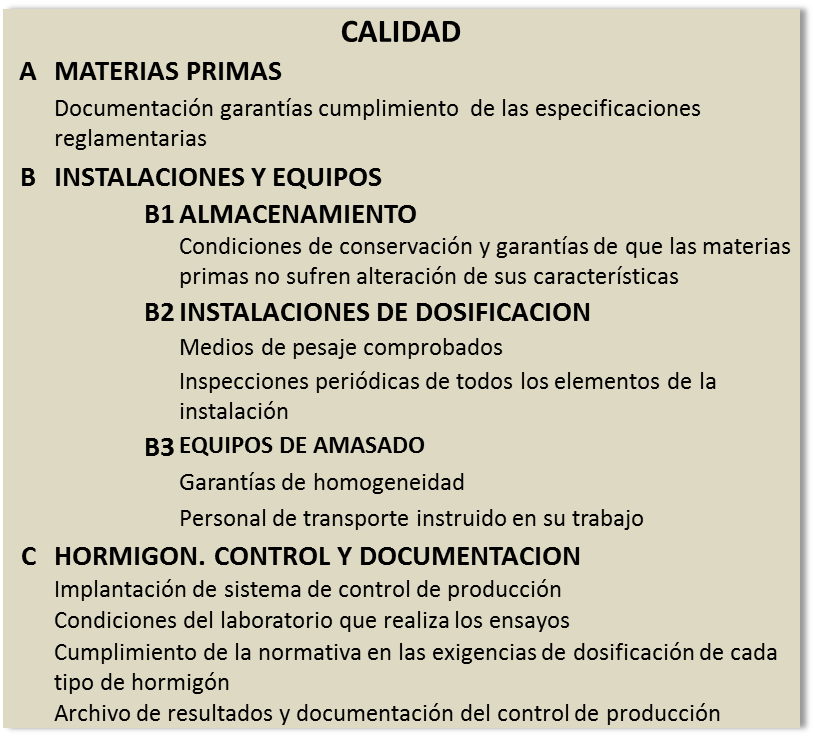 CALIDAD
A MATERIAS PRIMAS
Documentación garantías cumplimiento de las especificaciones
reglamentarias
B INSTALACIONES Y EQUIPOS
B1 ALMACENAMIENTO
Condiciones de conservación y garantías de que las materias
primas no sufren alteración de sus características
B2 INSTALACIONES DE DOSIFICACION
Medios de pesaje comprobados
Inspecciones periódicas de todos los elementos de la
instalación
B3 EQUIPOS DE AMASADO
Garantías de homogeneidad
Personal de transporte instruido en su trabajo
C HORMIGON. CONTROL Y DOCUMENTACION
Implantación de sistema de control de producción
Condiciones del laboratorio que realiza los ensayos
Cumplimiento de la normativa en las exigencias de dosificación de cada
tipo de hormigón
Archivo de resultados y documentación del control de producción